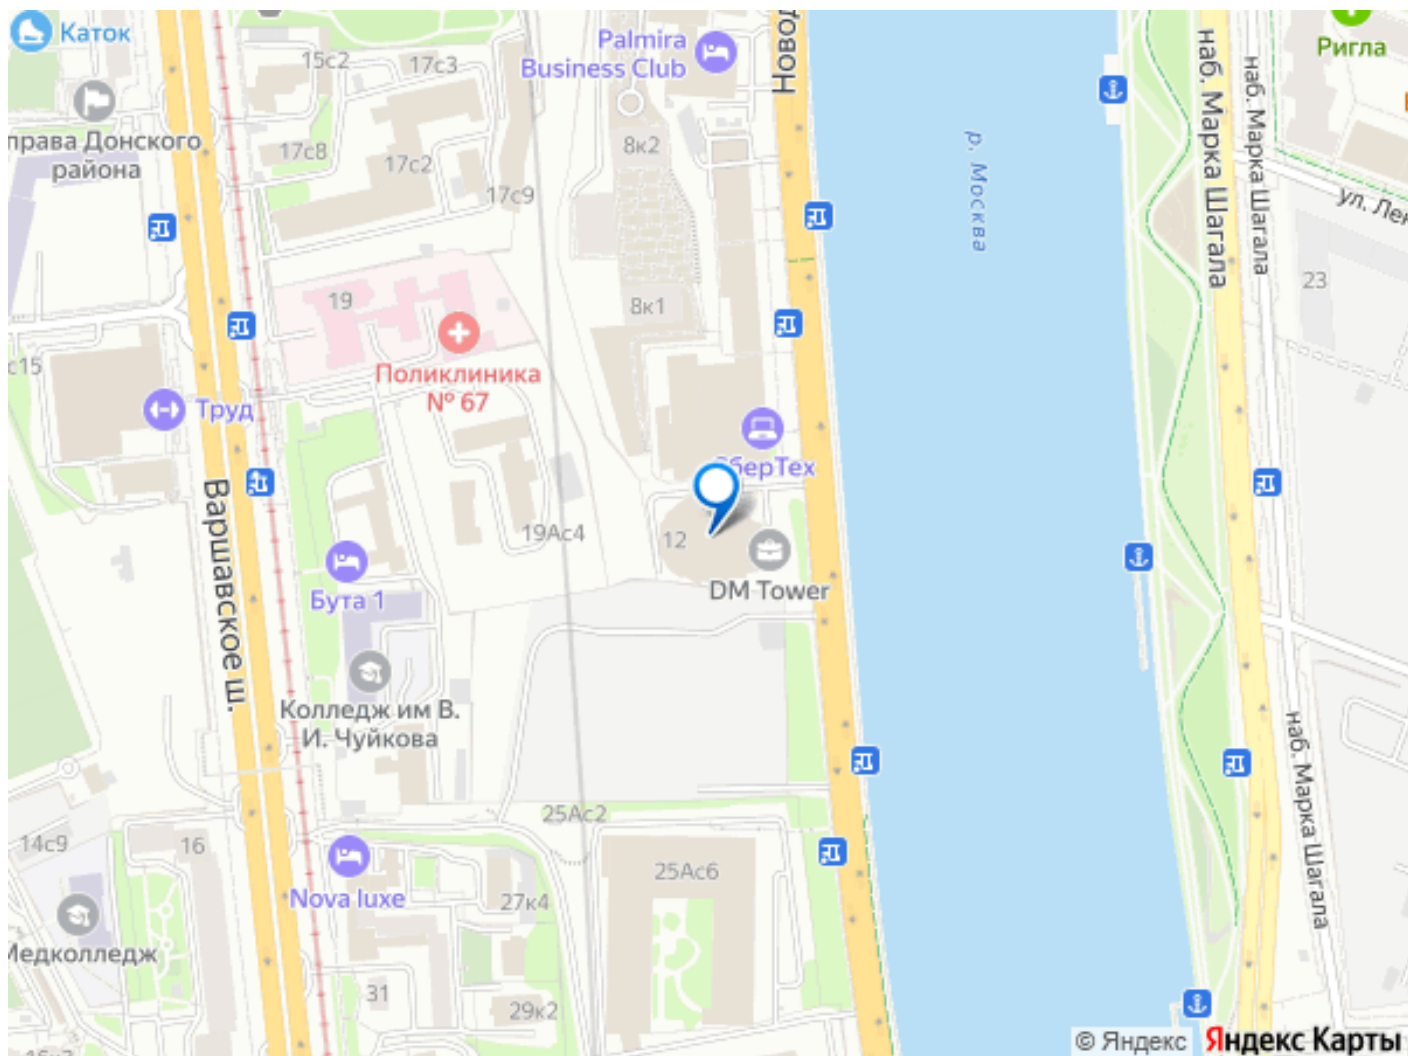 Каток
15с2
17с3
Palmira
Business Club
Новод
наб. Марка Шагала
наб. Марка Шагала
Ригла
права Донского
района
17с8
17с2
17с9
8к2
р. Москва
ул. Лен
19
8к1
23
с15
Поликлиника
№ 67
Труд
СберТех
Варшавское ш.
19Ас4
12
DM Tower
Бута 1
Колледж им В.
И. Чуйкова
наб. Марка Шагала
25Ас2
14с9
16
25Ас6
Nova luxe
27к4
Медколледж
31
29к2
© Яндекс Яндекс Карты